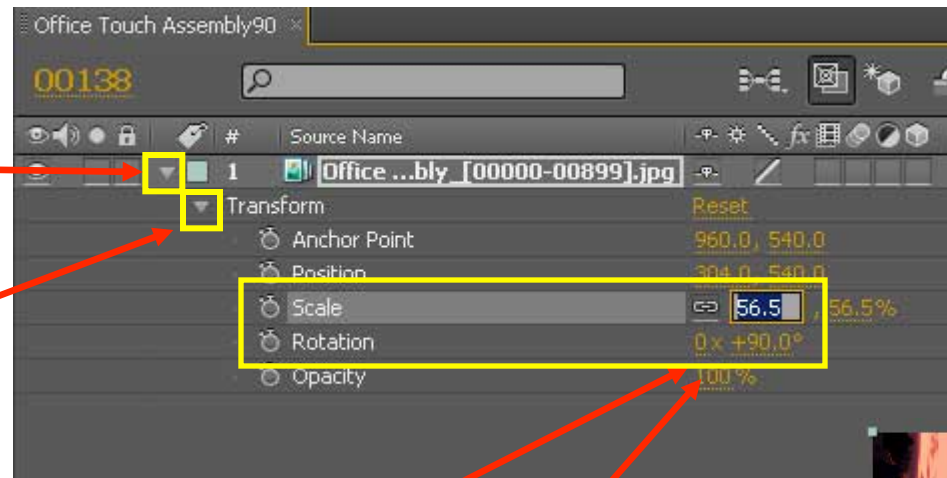 Office Touch Assembly90 ×
00138
# Source Name
1 Office ...bly_[00000-00899].jpg
Transform Reset
Anchor Point 960.0, 540.0
Position 304.0, 540.0
Scale 56.5 , 56.5%
Rotation 0 x +90.0°
Opacity 100 %